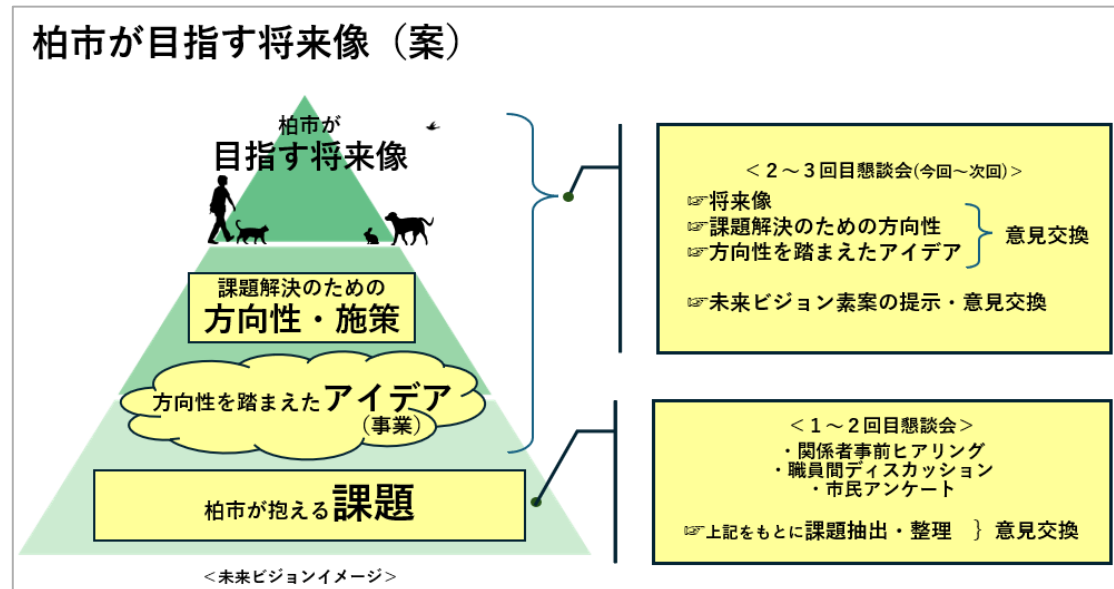 柏市が目指す将来像（案）
柏市が
目指す将来像
課題解決のための
方向性・施策
方向性を踏まえたアイデア
（事業）
柏市が抱える課題
＜未来ビジョンイメージ＞
＜２～３回目懇談会(今回～次回)＞
☞将来像
☞課題解決のための方向性
☞方向性を踏まえたアイデア
意見交換
☞未来ビジョン素案の提示・意見交換
＜１～２回目懇談会＞
・関係者事前ヒアリング
・職員間ディスカッション
・市民アンケート
☞上記をもとに課題抽出・整理 ｝意見交換